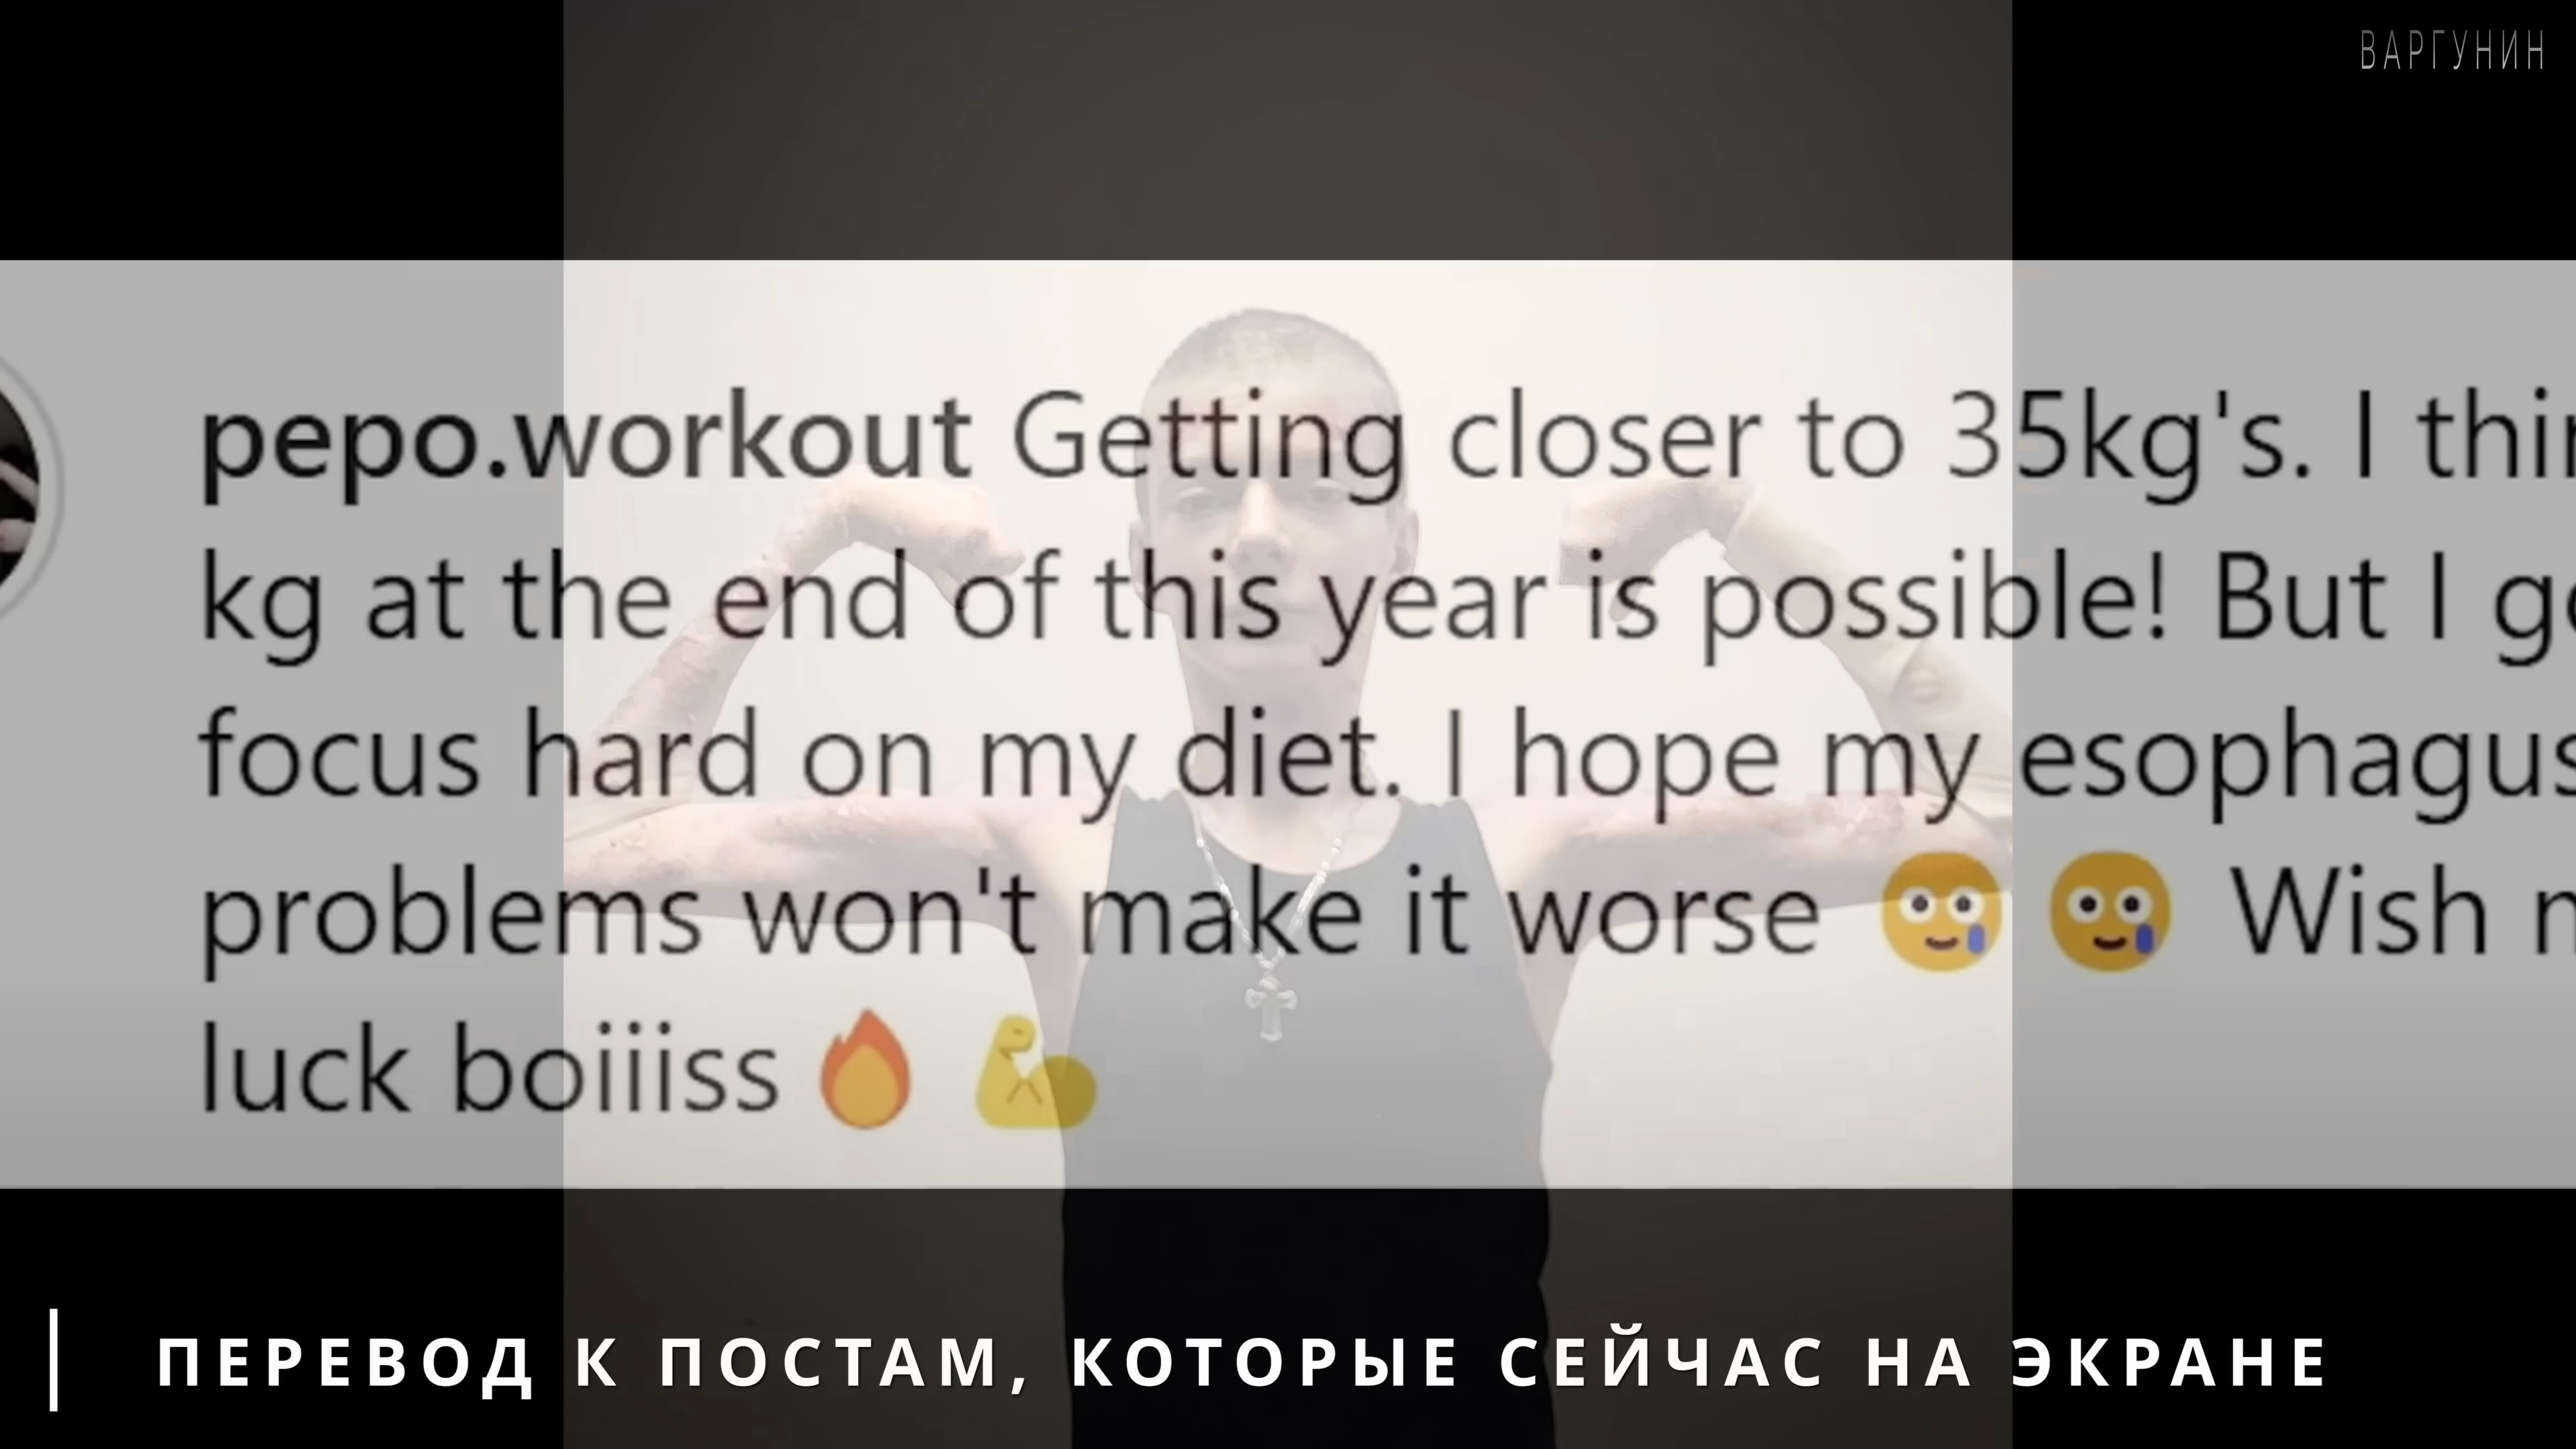 ВАРГУНИН
pepo.workout Getting closer to 35kg's. I
kg at the end of this year is possible! But I
focus hard on my diet. I hope my esophagus
problems won't make it worse 🥲 🥲 Wish
luck boiiiss 🔥 💪
ПЕРЕВОД К ПОСТАМ, КОТОРЫЕ СЕЙЧАС НА ЭКРАНЕ